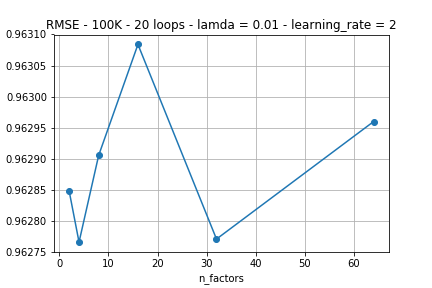 RMSE - 100K - 20 loops - lamda = 0.01 - learning_rate = 2
0.96310
0.96305
0.96300
0.96295
0.96290
0.96285
0.96280
0.96275
0 10 20 30 40 50 60
n_factors